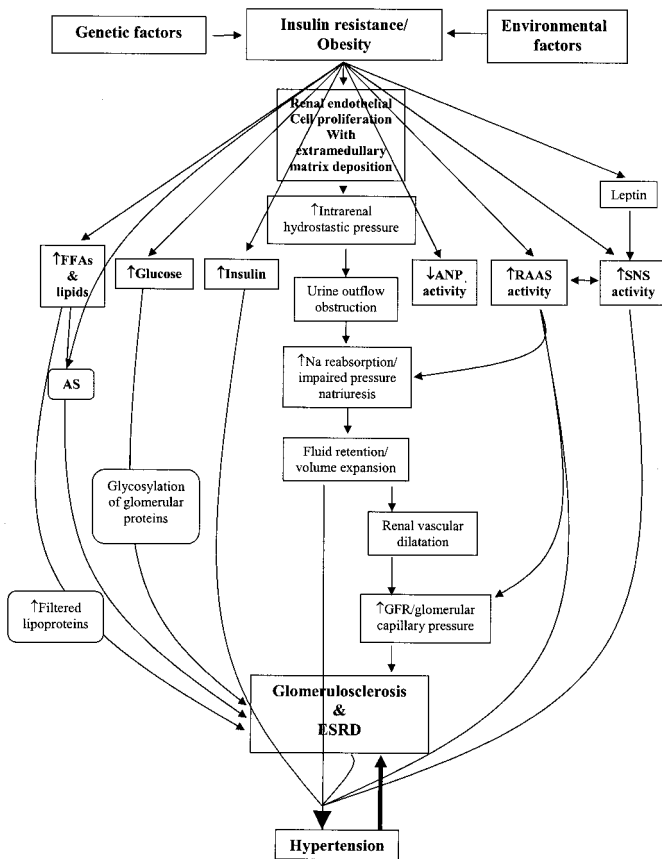 Genetic factors
Insulin resistance/
Obesity
Environmental
factors
Renal endothelial
Cell proliferation
With
extramedullary
matrix deposition
Leptin
↑Intrarenal
hydrostastic pressure
↑FFAs
&
lipids
↑Glucose
↑Insulin
↓ANP
activity
↑RAAS
activity
↑SNS
activity
Urine outflow
obstruction
AS
↑Na reabsorption/
impaired pressure
natriuresis
Fluid retention/
volume expansion
Glycosylation
of glomerular
proteins
Renal vascular
dilatation
↑Filtered
lipoproteins
↑GFR/glomerular
capillary pressure
Glomerulosclerosis
&
ESRD
Hypertension